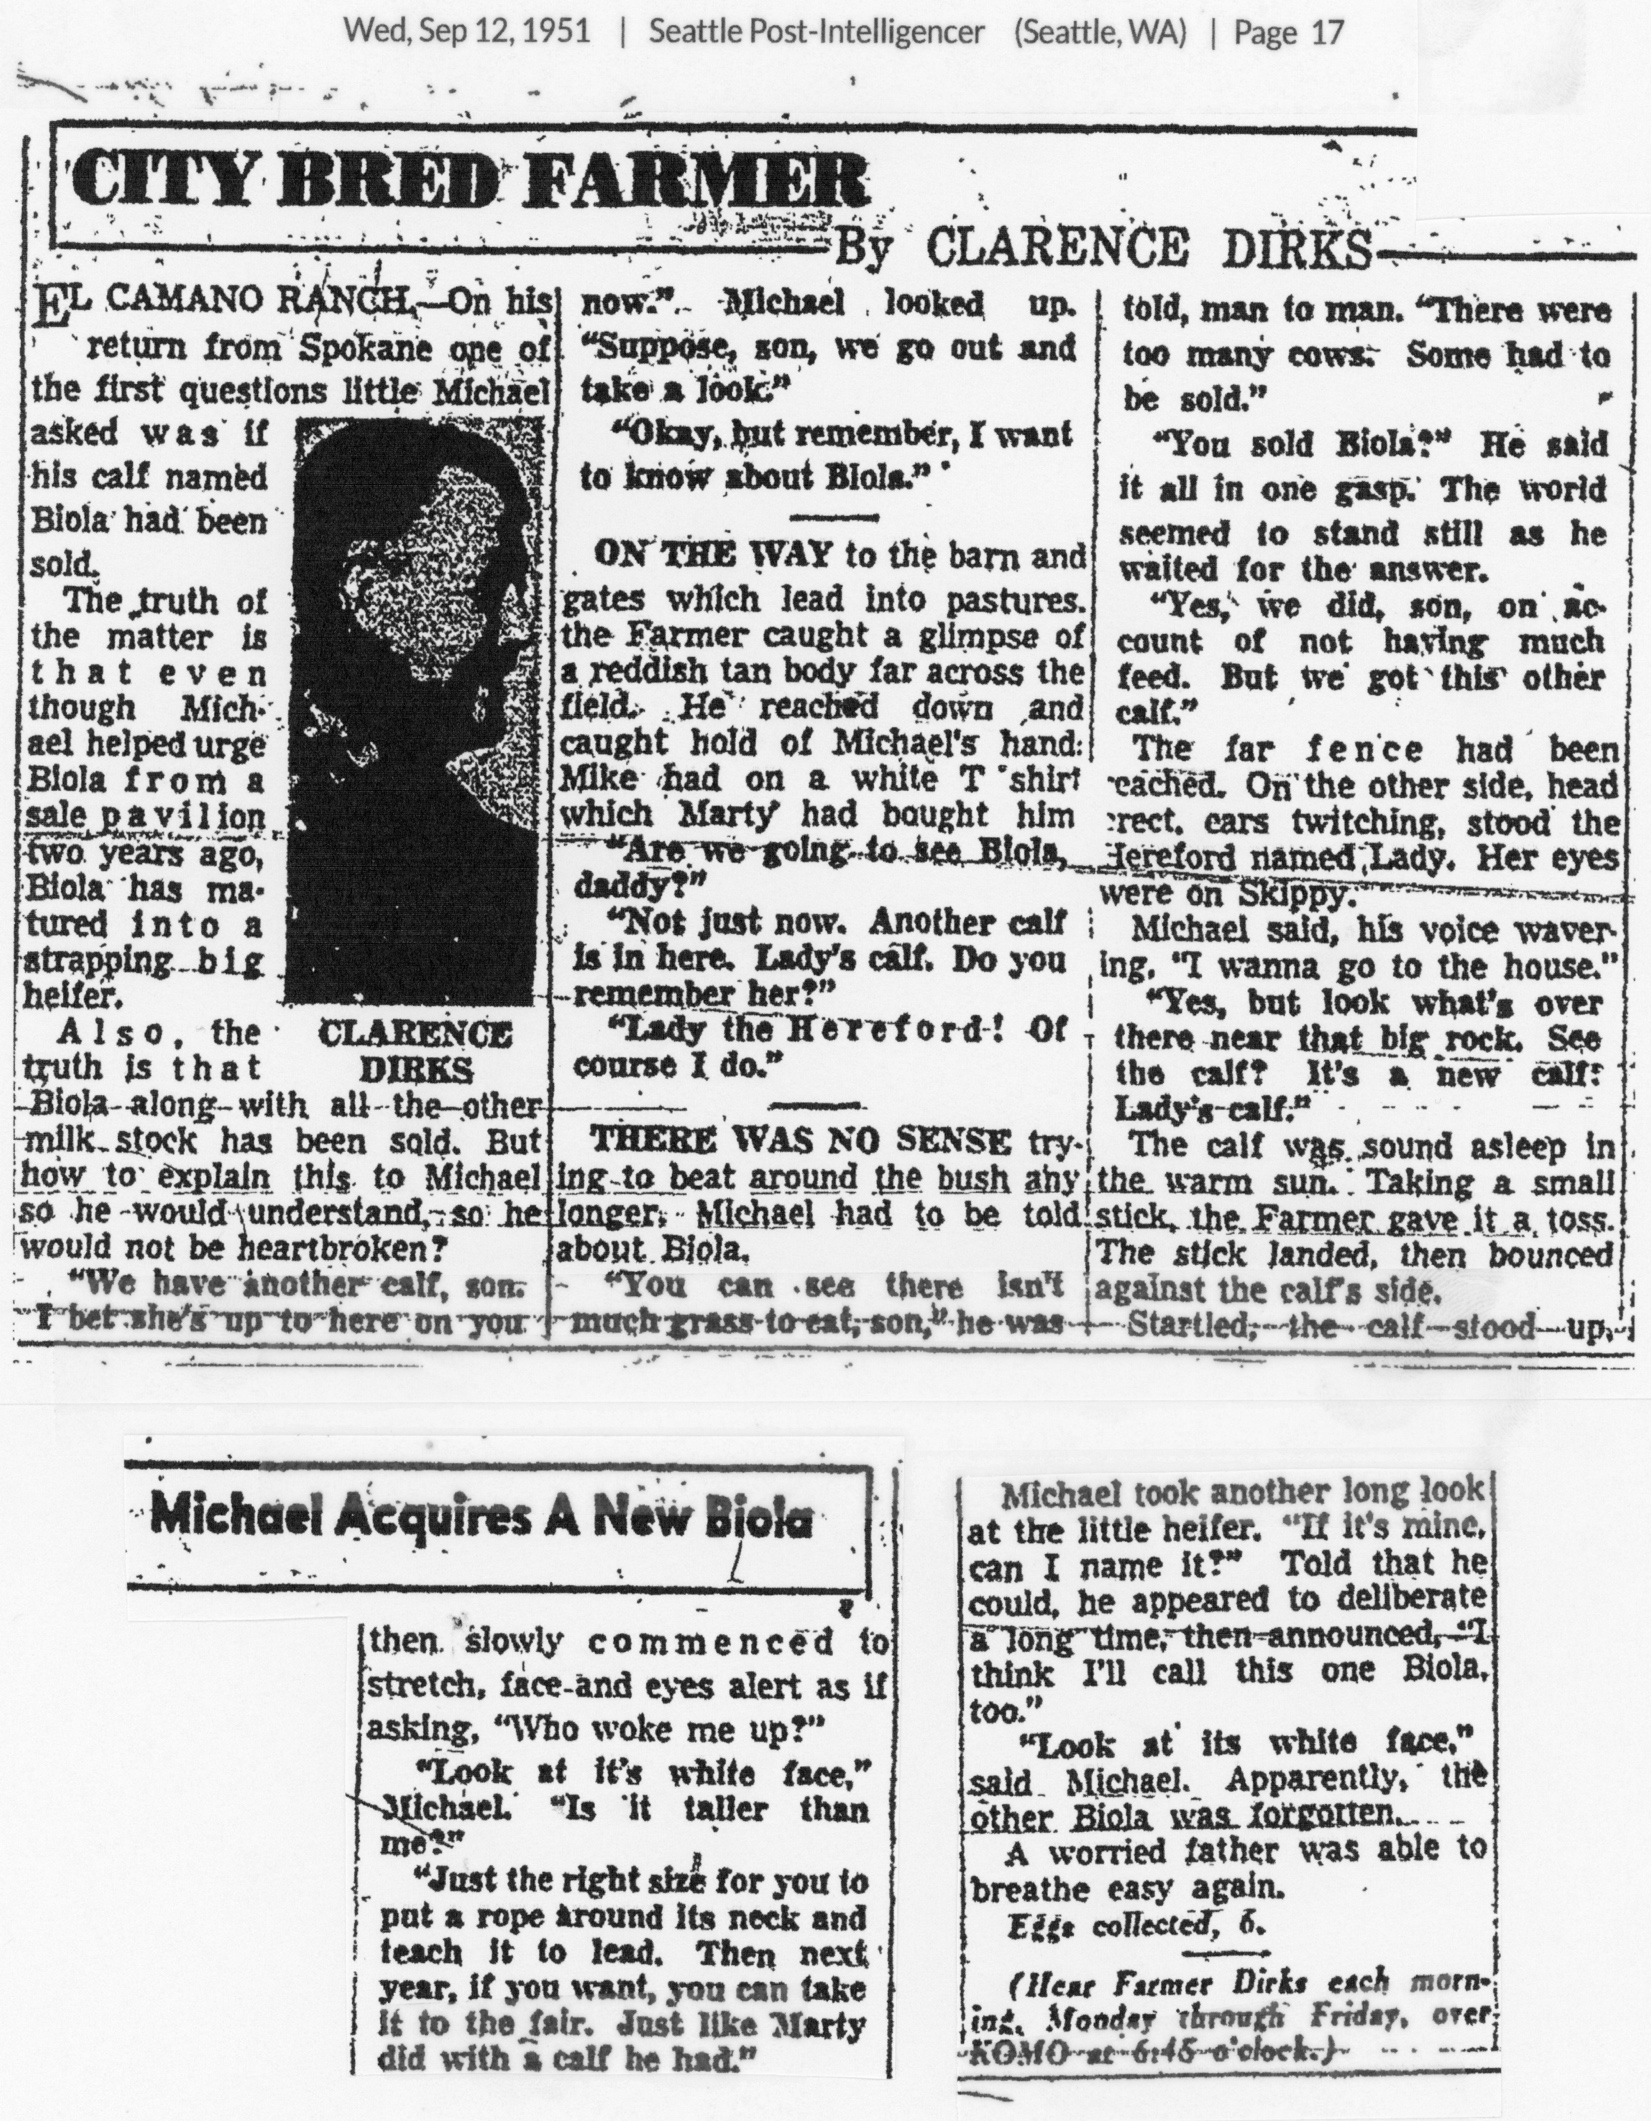 Wed, Sep 12, 1951 | Seattle Post-Intelligencer (Seattle, WA) | Page 17
CITY BRED FARMER
By CLARENCE DIRKS
EL CAMANO RANCH.—On his
return from Spokane one of
the first questions little Michael
asked was if
his calf named
Biola had been
sold.
The truth of
the matter is
that even
though Mich-
ael helped urge
Biola from a
sale pavilion
two years ago,
Biola has ma-
tured into a
strapping big
heifer.
Also, the
truth is that
CLARENCE
DIRKS
Biola along with all the other
milk stock has been sold. But
how to explain this to Michael
so he would understand, so he
would not be heartbroken?
"We have another calf, son.
I bet she's up to here on you
now." Michael looked up.
"Suppose, son, we go out and
take a look."
"Okay, but remember, I want
to know about Biola."
ON THE WAY to the barn and
gates which lead into pastures.
the Farmer caught a glimpse of
a reddish tan body far across the
field. He reached down and
caught hold of Michael's hand:
Mike had on a white T shirt
which Marty had bought him
"Are we going to see Biola,
daddy?"
"Not just now. Another calf
is in here. Lady's calf. Do you
remember her?"
"Lady the Hereford! Of
course I do."
THERE WAS NO SENSE try-
ing to beat around the bush any
longer. Michael had to be told
about Biola.
"You can see there isn't
much grass to eat, son," he was
told, man to man. "There were
too many cows. Some had to
be sold."
"You sold Biola?" He said
it all in one gasp. The world
seemed to stand still as he
waited for the answer.
"Yes, we did, son, on ac-
count of not having much
feed. But we got this other
calf."
The far fence had been
eached. On the other side, head
rect, ears twitching, stood the
Hereford named Lady. Her eyes
were on Skippy.
Michael said, his voice waver-
ing, "I wanna go to the house."
"Yes, but look what's over
there near that big rock. See
the calf? It's a new calf:
Lady's calf."
The calf was sound asleep in
the warm sun. Taking a small
stick, the Farmer gave it a toss.
The stick landed, then bounced
against the calf's side.
Startled, the calf stood up,
Michael Acquires A New Biola
then slowly commenced to
stretch, face and eyes alert as if
asking, "Who woke me up?"
"Look at it's white face,"
Michael. "Is it taller than
me?"
"Just the right size for you to
put a rope around its neck and
teach it to lead. Then next
year, if you want, you can take
it to the fair. Just like Marty
did with a calf he had."
Michael took another long look
at the little heifer. "If it's mine,
can I name it?" Told that he
could, he appeared to deliberate
a long time, then announced, "I
think I'll call this one Biola,
too."
"Look at its white face,"
said Michael. Apparently, the
other Biola was forgotten.
A worried father was able to
breathe easy again.
Eggs collected, 6.
(Hear Farmer Dirks each morn-
ing, Monday through Friday, over
KOMO at 6:45 o'clock.)